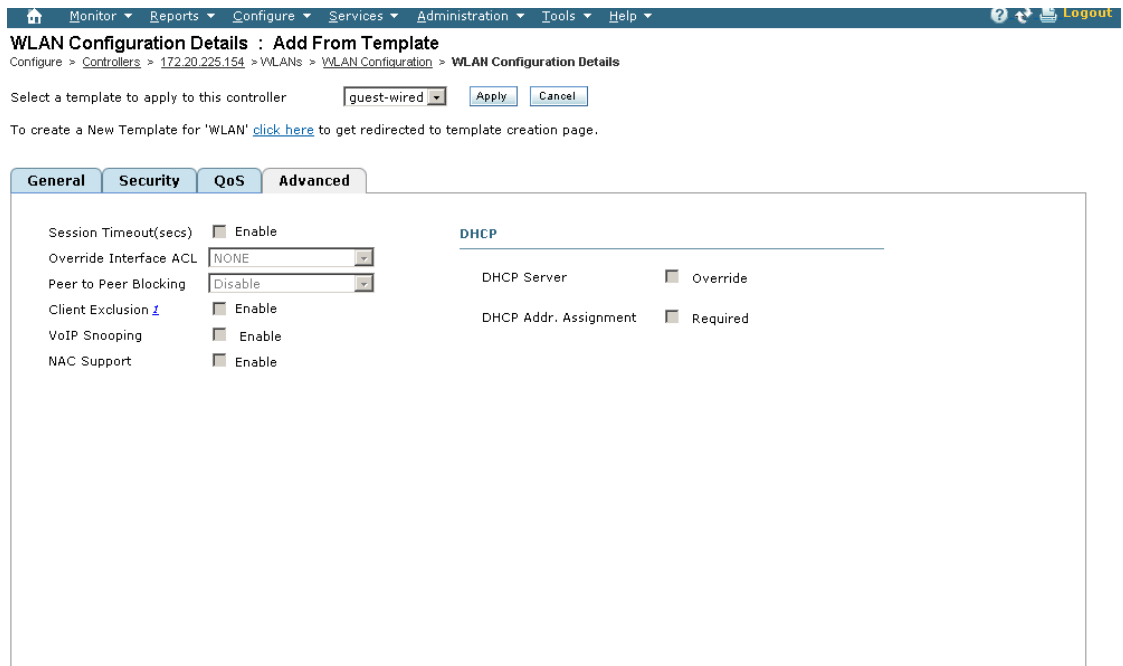 Monitor Reports Configure Services Administration Tools Help Logout
WLAN Configuration Details : Add From Template
Configure > Controllers > 172.20.225.154 > WLANs > WLAN Configuration > WLAN Configuration Details
Select a template to apply to this controller guest-wired Apply Cancel
To create a New Template for 'WLAN' click here to get redirected to template creation page.
General Security QoS Advanced
Session Timeout(secs) Enable
Override Interface ACL NONE
Peer to Peer Blocking Disable
Client Exclusion 1 Enable
VoIP Snooping Enable
NAC Support Enable
DHCP
DHCP Server Override
DHCP Addr. Assignment Required